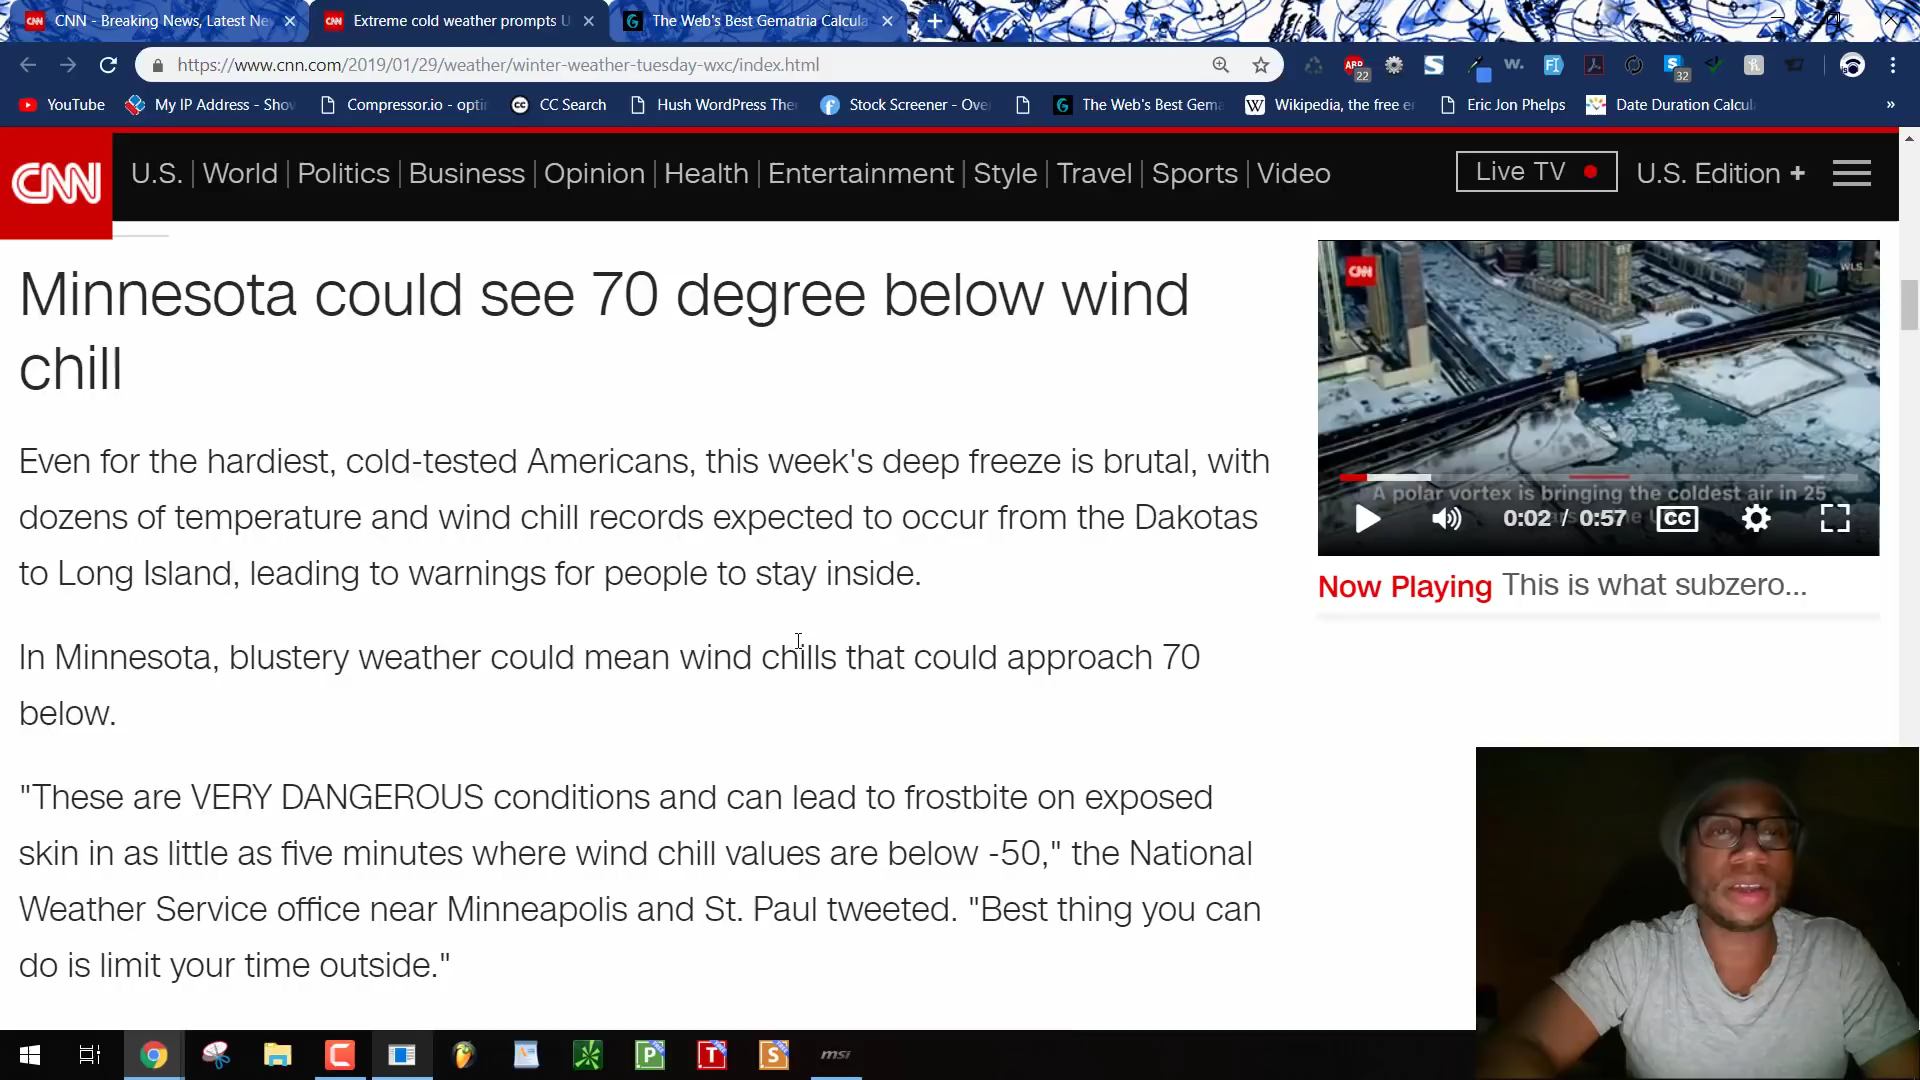 CNN - Breaking News, Latest Ne
Extreme cold weather prompts U
The Web's Best Gematria Calcula
https://www.cnn.com/2019/01/29/weather/winter-weather-tuesday-wxc/index.html
ABP
22
W.
32
YouTube
My IP Address - Sho
Compressor.io - opti
CC Search
Hush WordPress The
Stock Screener - Ove
The Web's Best Gema
Wikipedia, the free e
Eric Jon Phelps
Date Duration Calcul
»
CNN
U.S.
World
Politics
Business
Opinion
Health
Entertainment
Style
Travel
Sports
Video
Live TV
U.S. Edition +
Minnesota could see 70 degree below wind
chill
Even for the hardiest, cold-tested Americans, this week's deep freeze is brutal, with
dozens of temperature and wind chill records expected to occur from the Dakotas
to Long Island, leading to warnings for people to stay inside.
In Minnesota, blustery weather could mean wind chills that could approach 70
below.
"These are VERY DANGEROUS conditions and can lead to frostbite on exposed
skin in as little as five minutes where wind chill values are below -50," the National
Weather Service office near Minneapolis and St. Paul tweeted. "Best thing you can
do is limit your time outside."
CNN
WLS
A polar vortex is bringing the coldest air in 25
0:02 / 0:57
CC
Now Playing This is what subzero...
P
T
S
msi